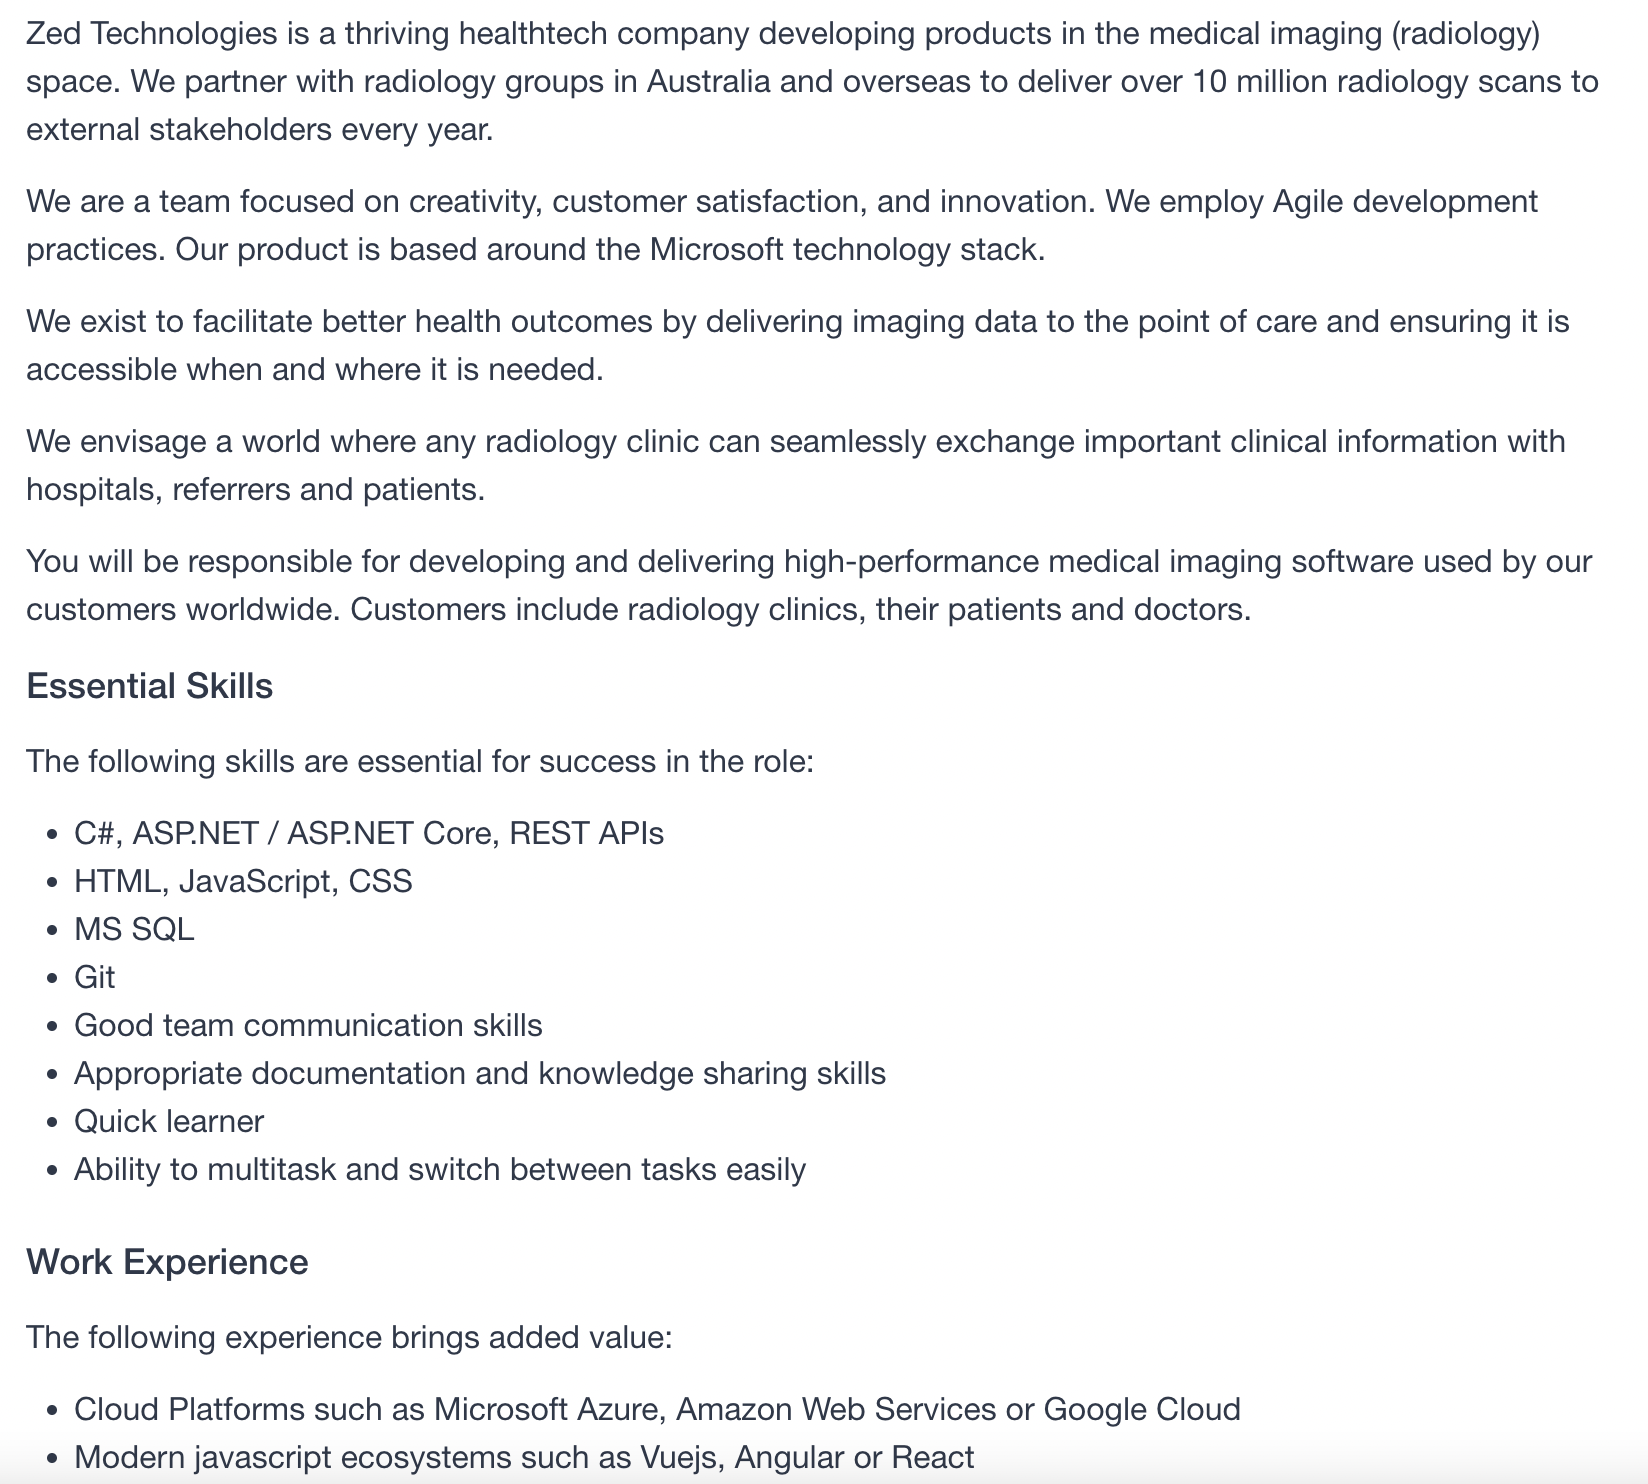 Zed Technologies is a thriving healthtech company developing products in the medical imaging (radiology)
space. We partner with radiology groups in Australia and overseas to deliver over 10 million radiology scans to
external stakeholders every year.
We are a team focused on creativity, customer satisfaction, and innovation. We employ Agile development
practices. Our product is based around the Microsoft technology stack.
We exist to facilitate better health outcomes by delivering imaging data to the point of care and ensuring it is
accessible when and where it is needed.
We envisage a world where any radiology clinic can seamlessly exchange important clinical information with
hospitals, referrers and patients.
You will be responsible for developing and delivering high-performance medical imaging software used by our
customers worldwide. Customers include radiology clinics, their patients and doctors.
Essential Skills
The following skills are essential for success in the role:
• C#, ASP.NET / ASP.NET Core, REST APIs
• HTML, JavaScript, CSS
• MS SQL
• Git
• Good team communication skills
• Appropriate documentation and knowledge sharing skills
• Quick learner
• Ability to multitask and switch between tasks easily
Work Experience
The following experience brings added value:
• Cloud Platforms such as Microsoft Azure, Amazon Web Services or Google Cloud
• Modern javascript ecosystems such as Vuejs, Angular or React